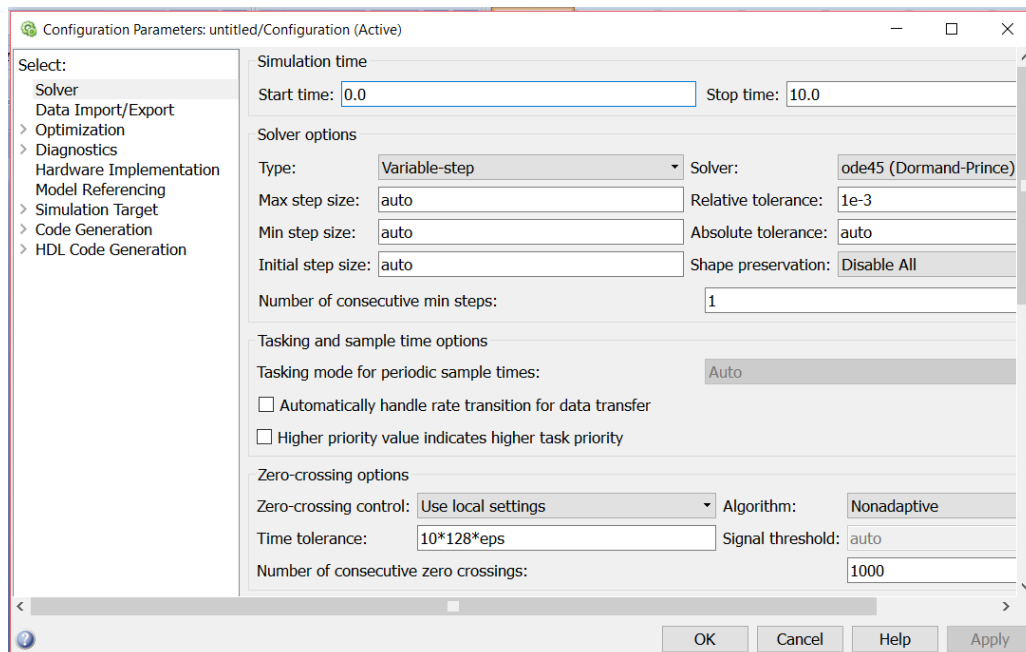 Configuration Parameters: untitled/Configuration (Active)
Select:
Solver
Data Import/Export
Optimization
Diagnostics
Hardware Implementation
Model Referencing
Simulation Target
Code Generation
HDL Code Generation
Simulation time
Start time: 0.0 Stop time: 10.0
Solver options
Type: Variable-step Solver: ode45 (Dormand-Prince)
Max step size: auto Relative tolerance: 1e-3
Min step size: auto Absolute tolerance: auto
Initial step size: auto Shape preservation: Disable All
Number of consecutive min steps: 1
Tasking and sample time options
Tasking mode for periodic sample times: Auto
Automatically handle rate transition for data transfer
Higher priority value indicates higher task priority
Zero-crossing options
Zero-crossing control: Use local settings Algorithm: Nonadaptive
Time tolerance: 10*128*eps Signal threshold: auto
Number of consecutive zero crossings: 1000
OK Cancel Help Apply